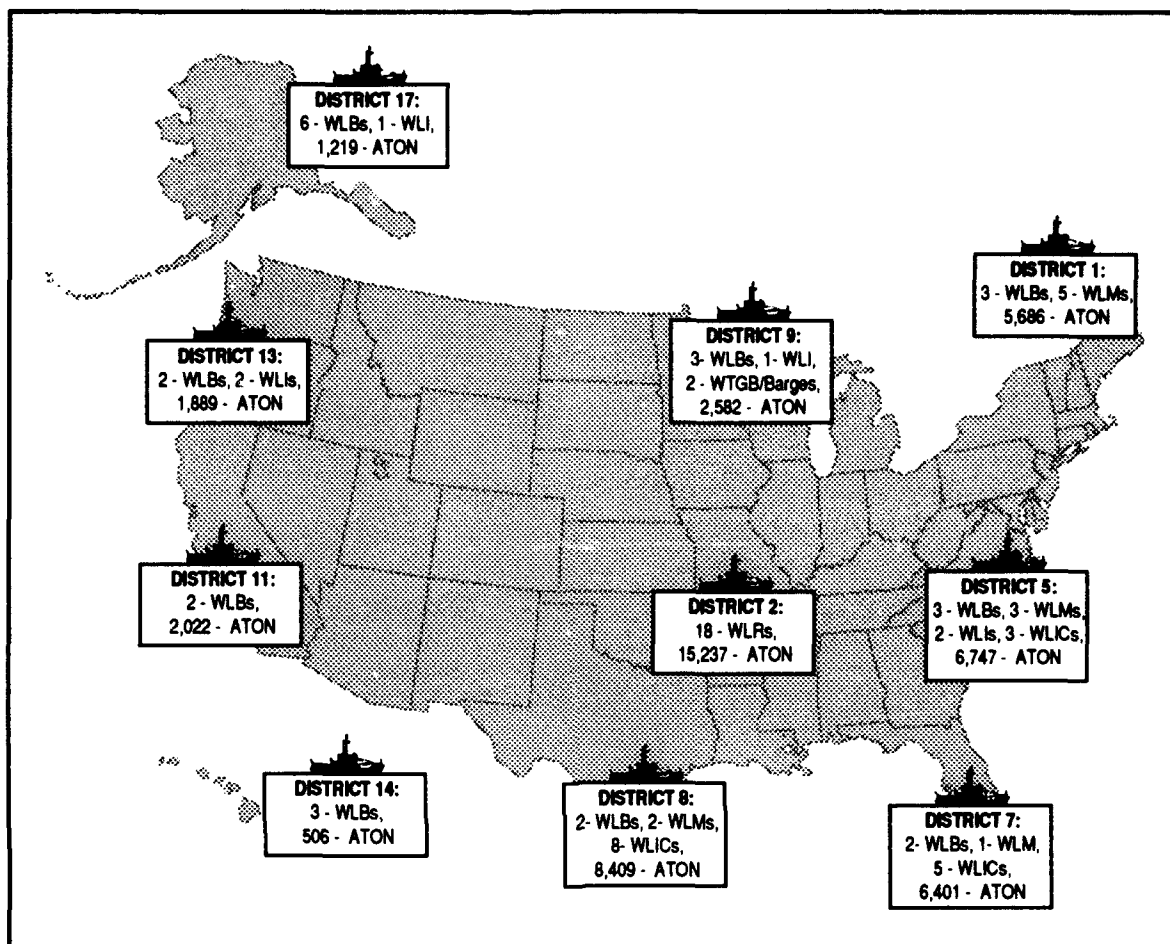 DISTRICT 17:
6 - WLBs, 1 - WLI,
1,219 - ATON
DISTRICT 1:
3 - WLBs, 5 - WLMs,
5,686 - ATON
DISTRICT 13:
2 - WLBs, 2 - WLIs,
1,889 - ATON
DISTRICT 9:
3- WLBs, 1- WLI,
2 - WTGB/Barges,
2,582 - ATON
DISTRICT 11:
2 - WLBs,
2,022 - ATON
DISTRICT 2:
18 - WLRs,
15,237 - ATON
DISTRICT 5:
3 - WLBs, 3 - WLMs,
2 - WLIs, 3 - WLICs,
6,747 - ATON
DISTRICT 14:
3 - WLBs,
506 - ATON
DISTRICT 8:
2- WLBs, 2- WLMs,
8- WLICs,
8,409 - ATON
DISTRICT 7:
2- WLBs, 1- WLM,
5 - WLICs,
6,401 - ATON